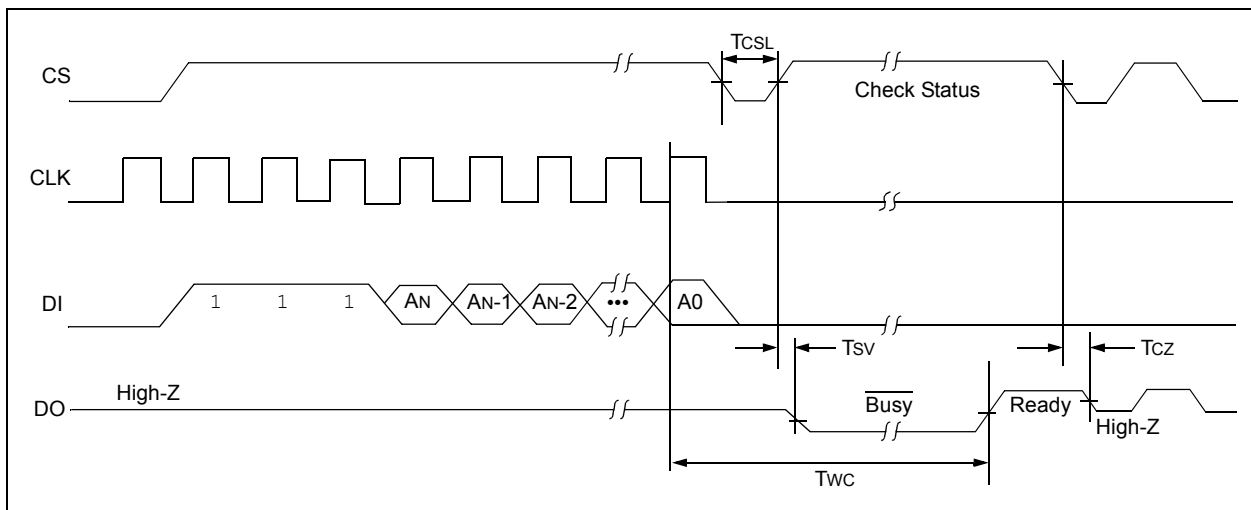 TCSL
CS
Check Status
CLK
DI
1 1 1 AN AN-1 AN-2 ••• A0
TSV
TCZ
High-Z
DO
Busy
Ready
High-Z
TWC